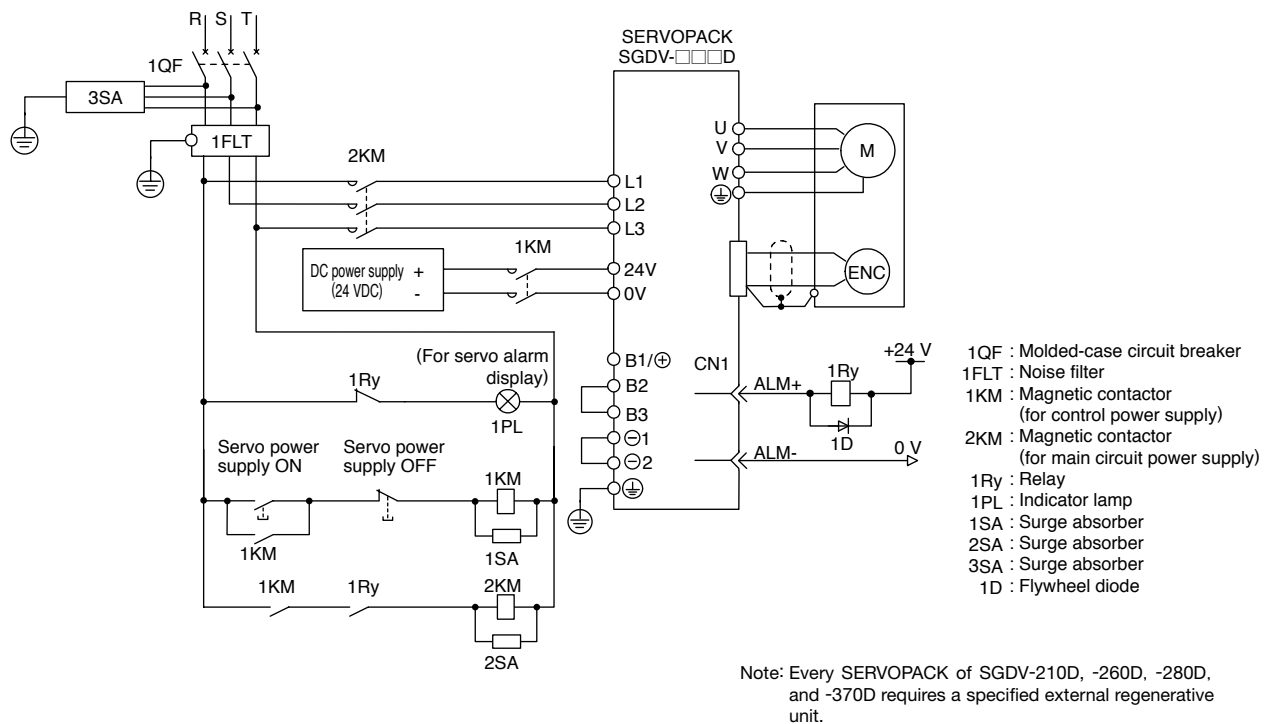 R S T
SERVOPACK
SGDV-□□□D
1QF
3SA
1FLT
2KM
U
V
W
M
L1
L2
L3
1KM
DC power supply +
(24 VDC) -
24V
0V
ENC
(For servo alarm
display)
1Ry
1PL
B1/⊕
B2
B3
⊖1
⊖2
CN1
ALM+
1Ry
+24 V
1D
ALM-
0 V
Servo power
supply ON
Servo power
supply OFF
1KM
1KM
1SA
1KM
1Ry
2KM
2SA
1QF : Molded-case circuit breaker
1FLT : Noise filter
1KM : Magnetic contactor
(for control power supply)
2KM : Magnetic contactor
(for main circuit power supply)
1Ry : Relay
1PL : Indicator lamp
1SA : Surge absorber
2SA : Surge absorber
3SA : Surge absorber
1D : Flywheel diode
Note: Every SERVOPACK of SGDV-210D, -260D, -280D,
and -370D requires a specified external regenerative
unit.